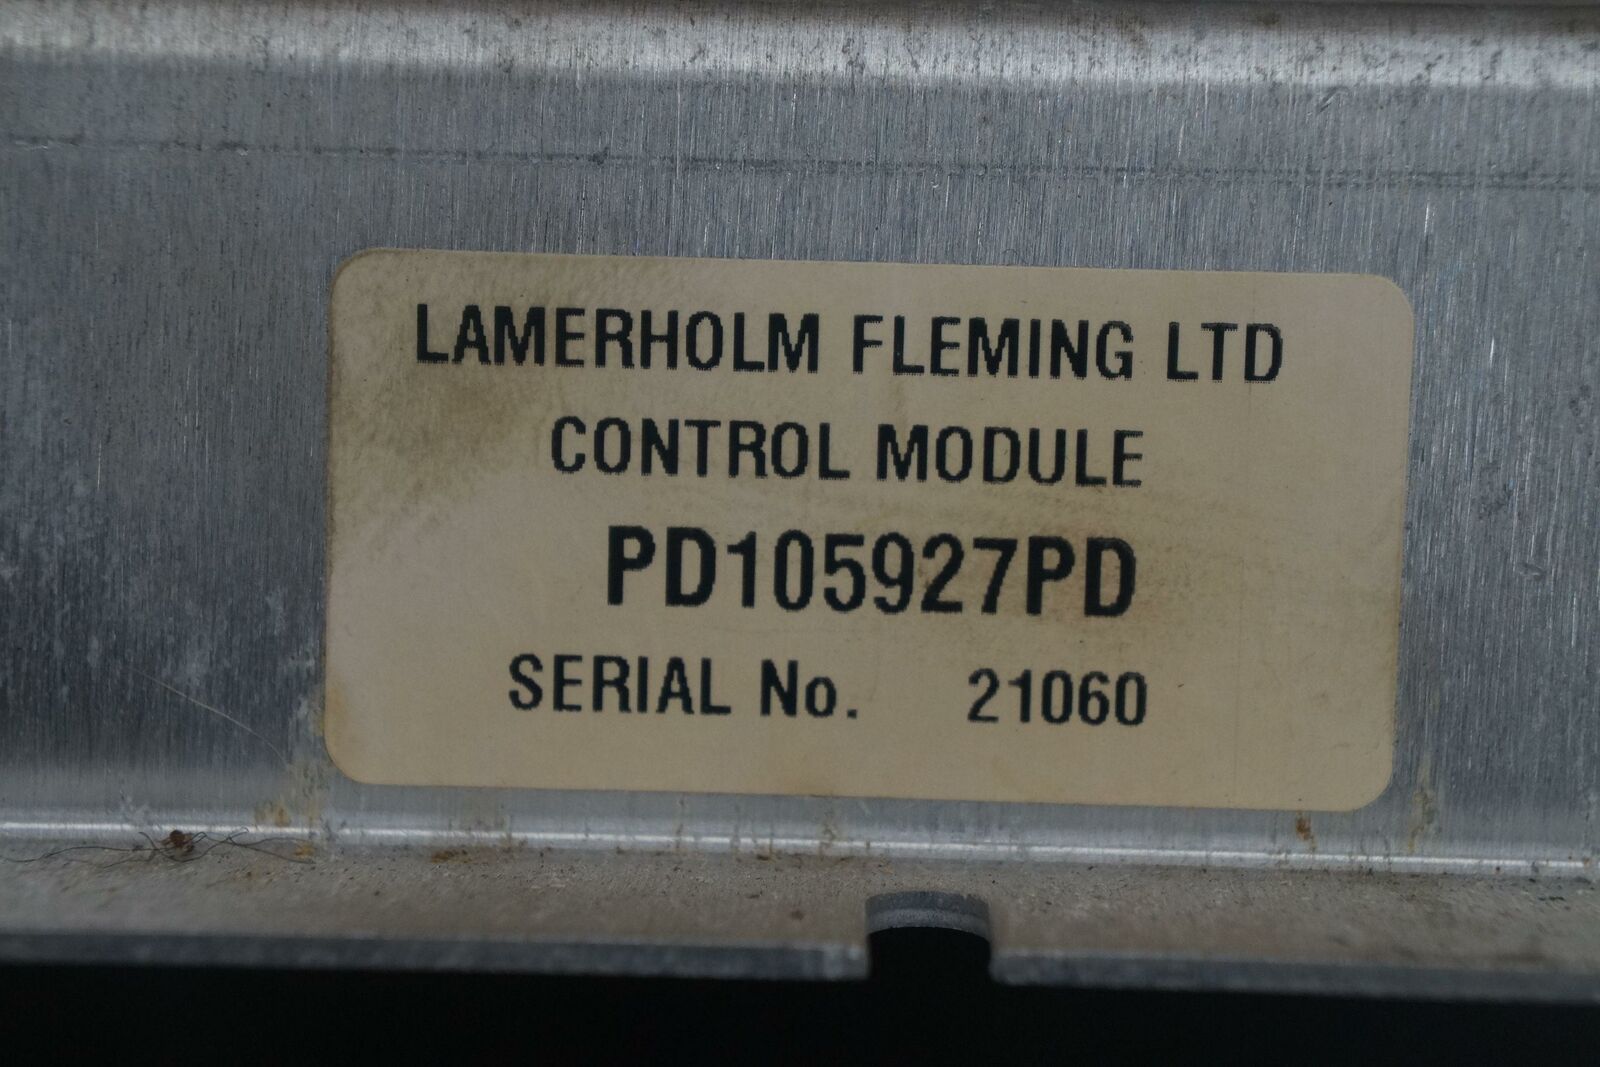 LAMERHOLM FLEMING LTD
CONTROL MODULE
PD105927PD
SERIAL No. 21060